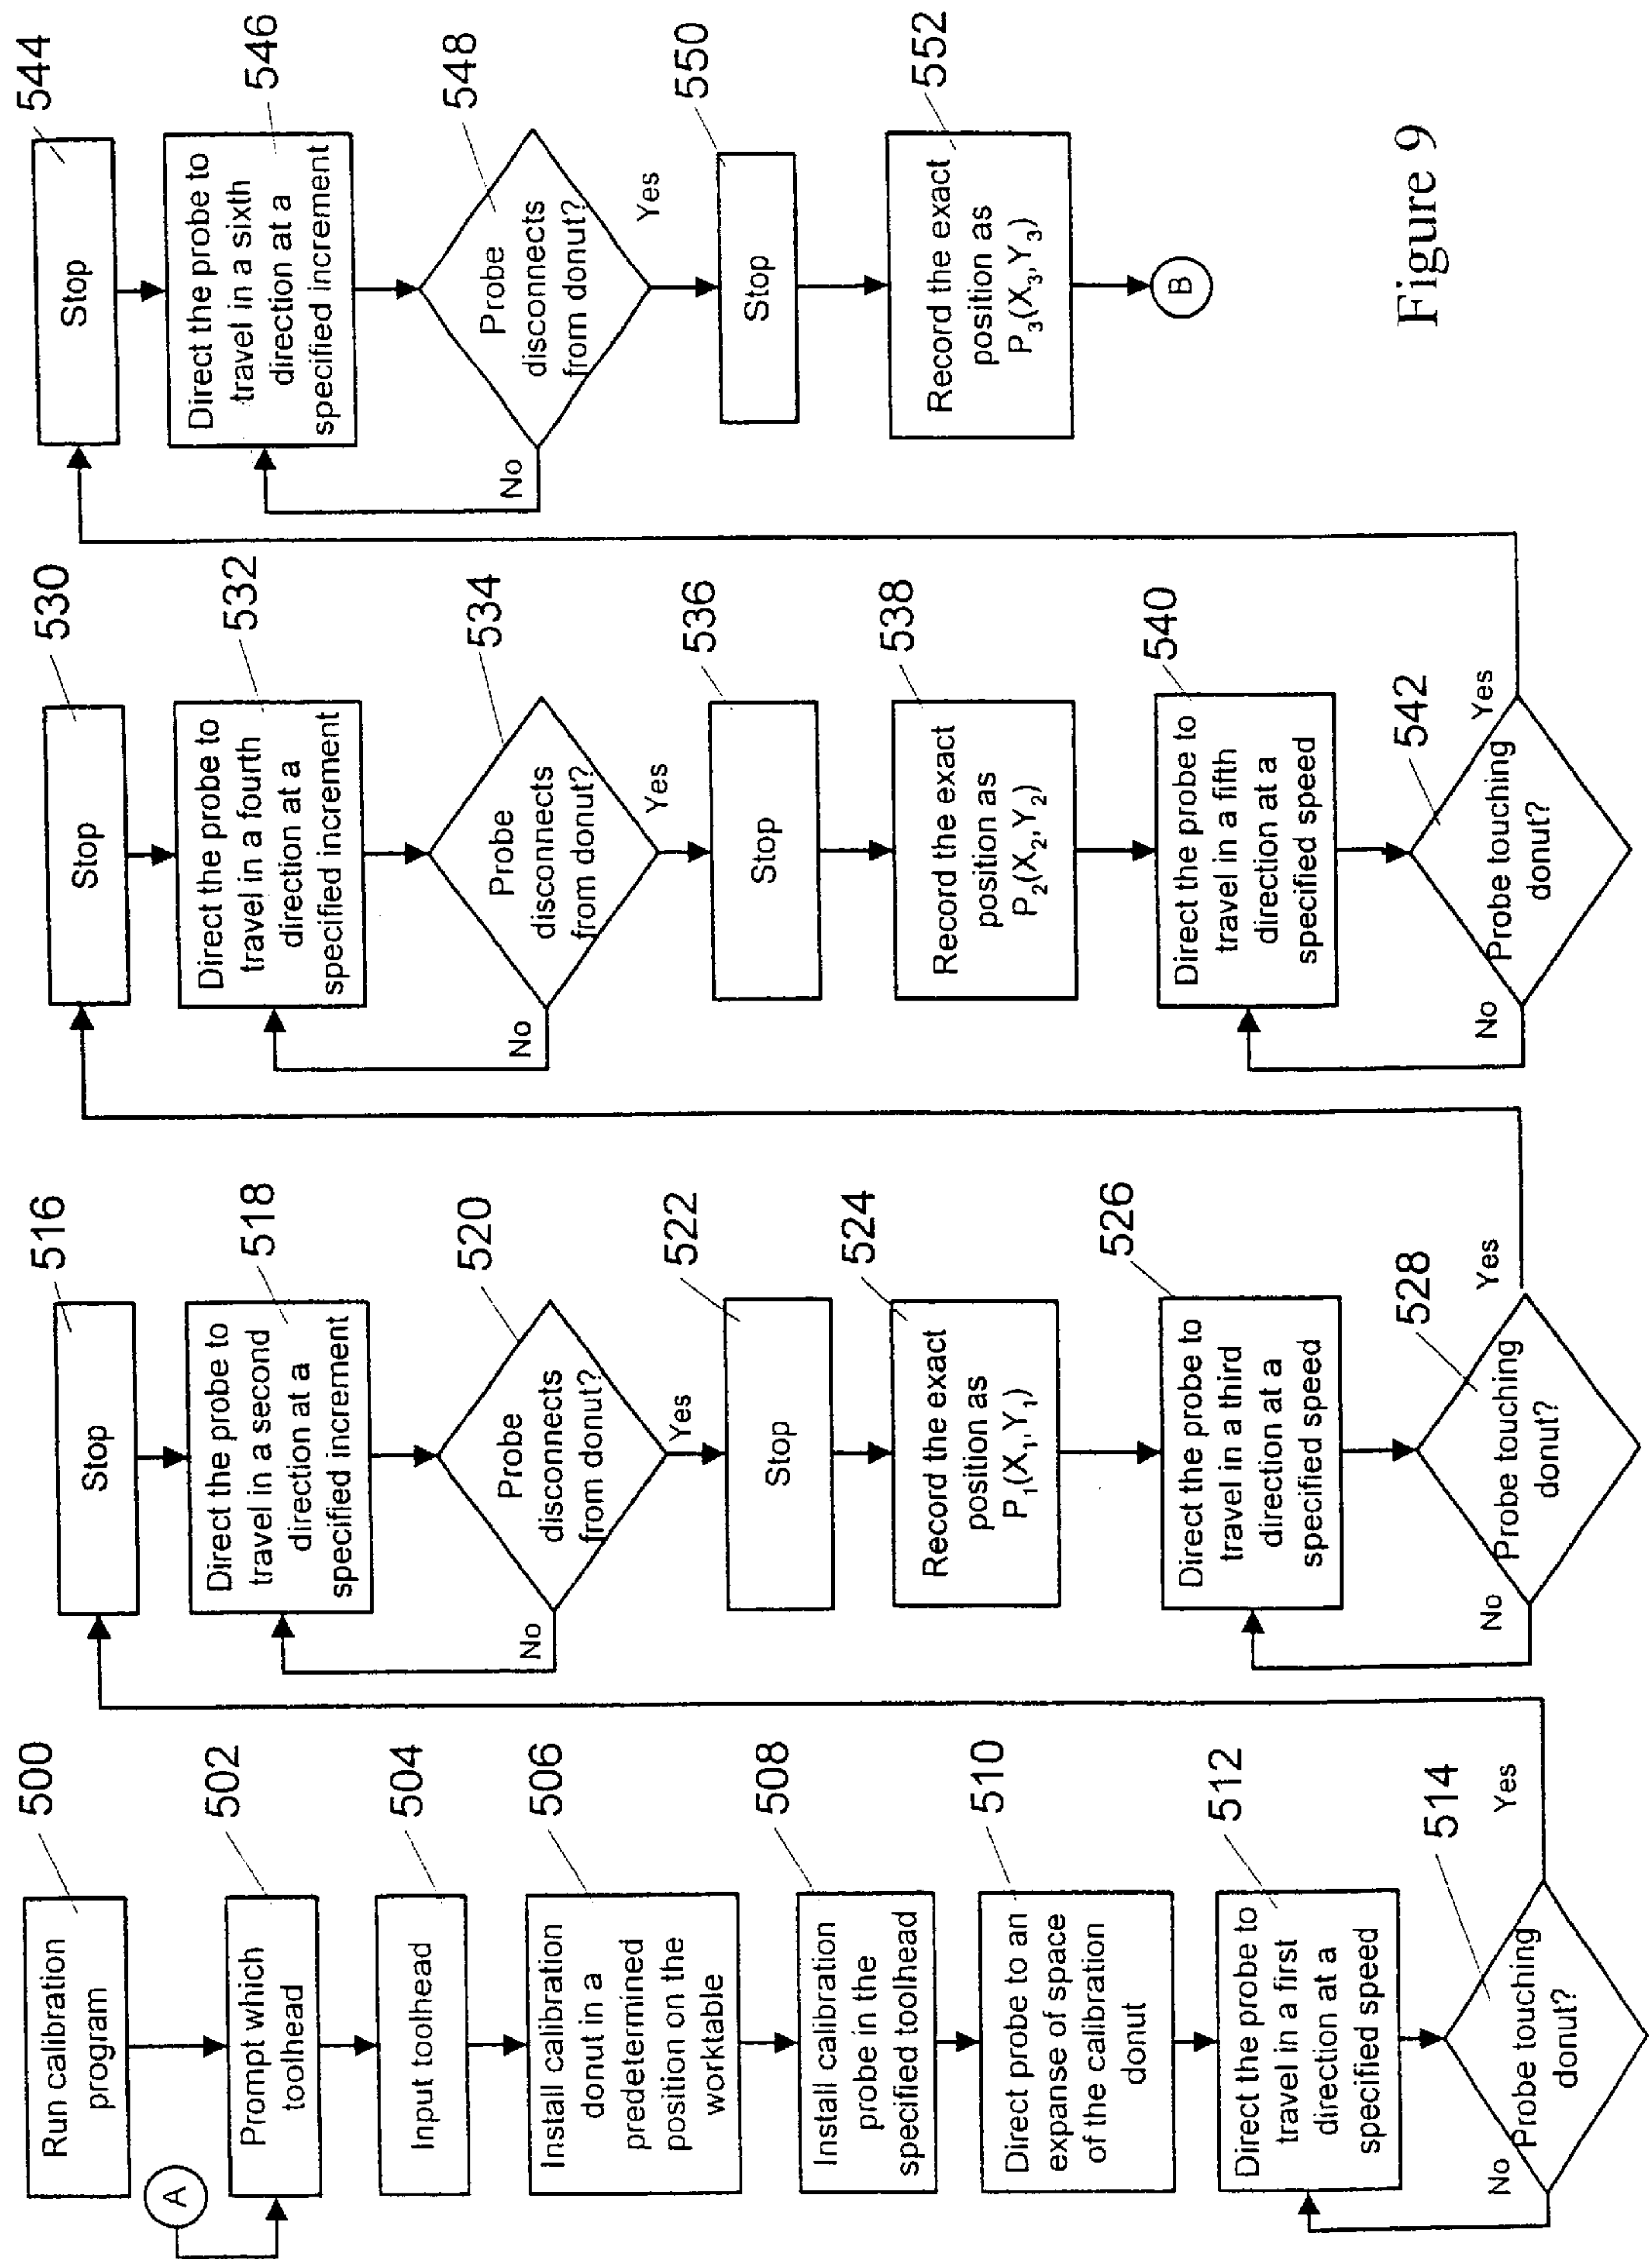 500
Run calibration
program
A
502
Prompt which
toolhead
504
Input toolhead
506
Install calibration
donut in a
predetermined
position on the
worktable
508
Install calibration
probe in the
specified toolhead
510
Direct probe to an
expanse of space
of the calibration
donut
512
Direct the probe to
travel in a first
direction at a
specified speed
514
Probe touching
donut?
No
Yes
516
Stop
518
Direct the probe to
travel in a second
direction at a
specified increment
520
Probe
disconnects
from donut?
No
Yes
522
Stop
524
Record the exact
position as
P₁(X₁,Y₁)
526
Direct the probe to
travel in a third
direction at a
specified speed
528
Probe touching
donut?
No
Yes
530
Stop
532
Direct the probe to
travel in a fourth
direction at a
specified increment
534
Probe
disconnects
from donut?
No
Yes
536
Stop
538
Record the exact
position as
P₂(X₂,Y₂)
540
Direct the probe to
travel in a fifth
direction at a
specified speed
542
Probe touching
donut?
No
Yes
544
Stop
546
Direct the probe to
travel in a sixth
direction at a
specified increment
548
Probe
disconnects
from donut?
No
Yes
550
Stop
552
Record the exact
position as
P₃(X₃,Y₃)
B
Figure 9